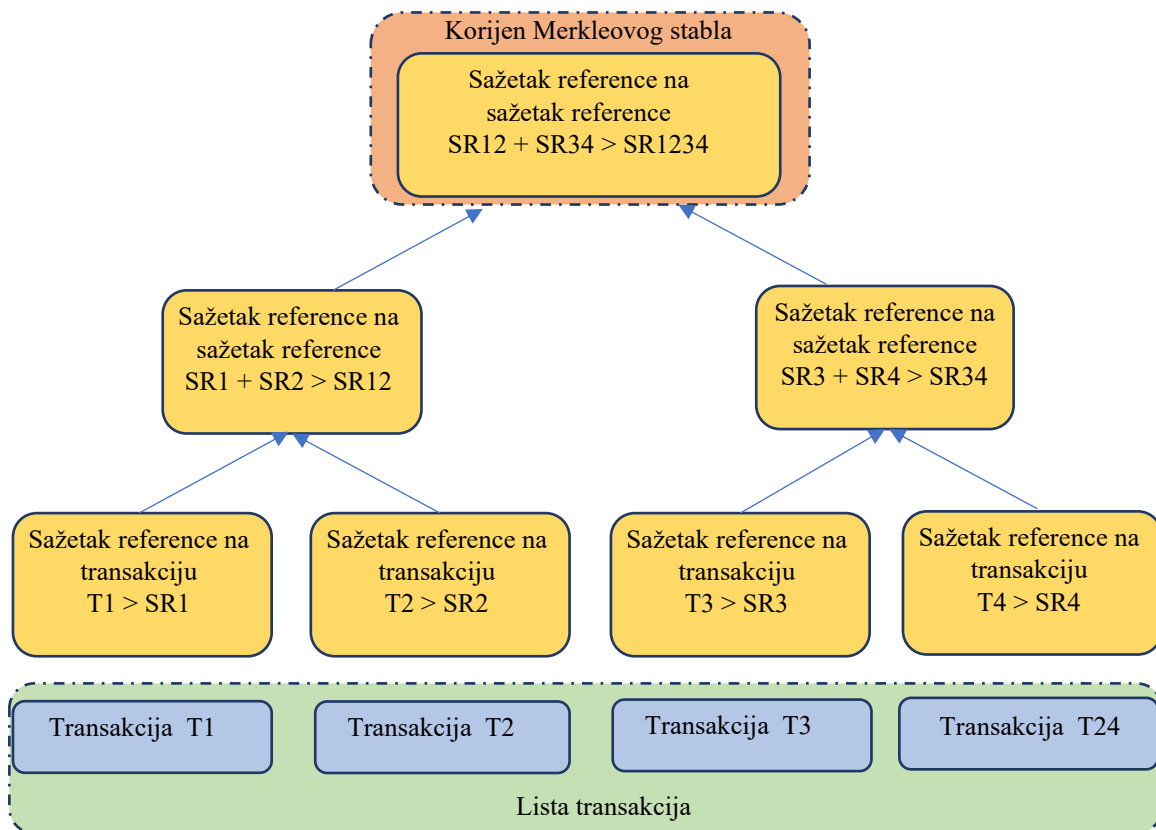 Korijen Merkleovog stabla
Sažetak reference na
sažetak reference
SR12 + SR34 > SR1234
Sažetak reference na
sažetak reference
SR1 + SR2 > SR12
Sažetak reference na
sažetak reference
SR3 + SR4 > SR34
Sažetak reference na
transakciju
T1 > SR1
Sažetak reference na
transakciju
T2 > SR2
Sažetak reference na
transakciju
T3 > SR3
Sažetak reference na
transakciju
T4 > SR4
Transakcija T1
Transakcija T2
Transakcija T3
Transakcija T24
Lista transakcija